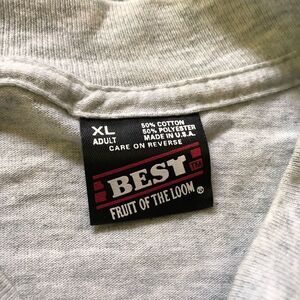 XL 50% COTTON
ADULT 50% POLYESTER
MADE IN U.S.A.
CARE ON REVERSE
BEST
FRUIT OF THE LOOM ®